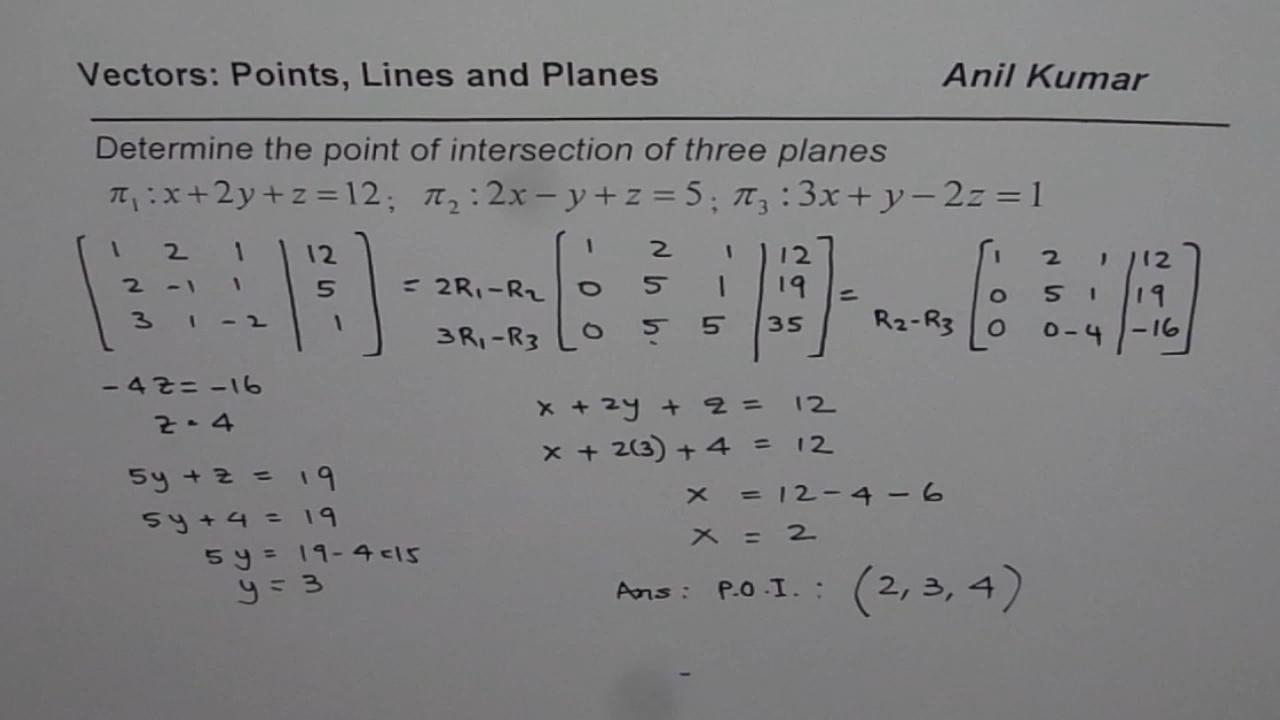 Vectors: Points, Lines and Planes Anil Kumar
Determine the point of intersection of three planes
π₁ : x + 2y + z = 12; π₂ : 2x − y + z = 5; π₃ : 3x + y − 2z = 1
[ 1 2 1 | 12 ] [ 1 2 1 | 12 ] [ 1 2 1 | 12 ]
[ 2 -1 1 | 5 ] = 2R₁-R₂ [ 0 5 1 | 19 ] = [ 0 5 1 | 19 ]
[ 3 1 -2 | 1 ] 3R₁-R₃ [ 0 5 5 | 35 ] R₂-R₃ [ 0 0 -4 | -16 ]
-4z = -16
z = 4
5y + z = 19
5y + 4 = 19
5y = 19 - 4 = 15
y = 3
x + 2y + z = 12
x + 2(3) + 4 = 12
x = 12 - 4 - 6
x = 2
Ans: P.O.I. : (2, 3, 4)